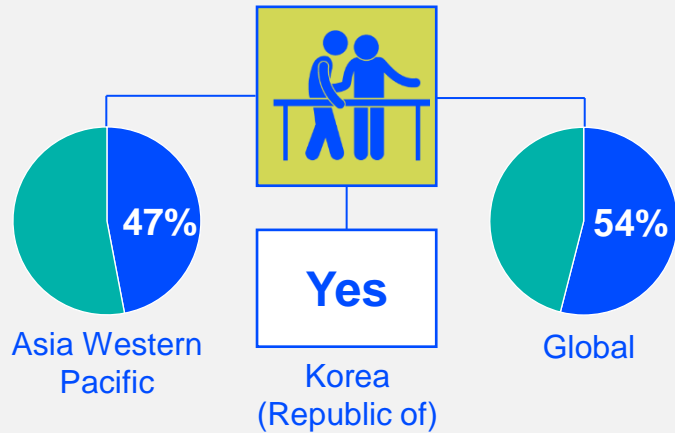 47%
Asia Western
Pacific
Yes
Korea
(Republic of)
54%
Global